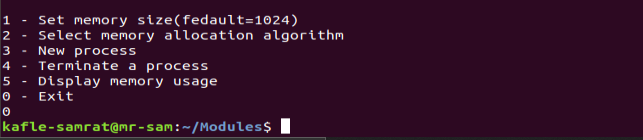 1 - Set memory size(fedault=1024)
2 - Select memory allocation algorithm
3 - New process
4 - Terminate a process
5 - Display memory usage
0 - Exit
0
kafle-samrat@mr-sam:~/Modules$